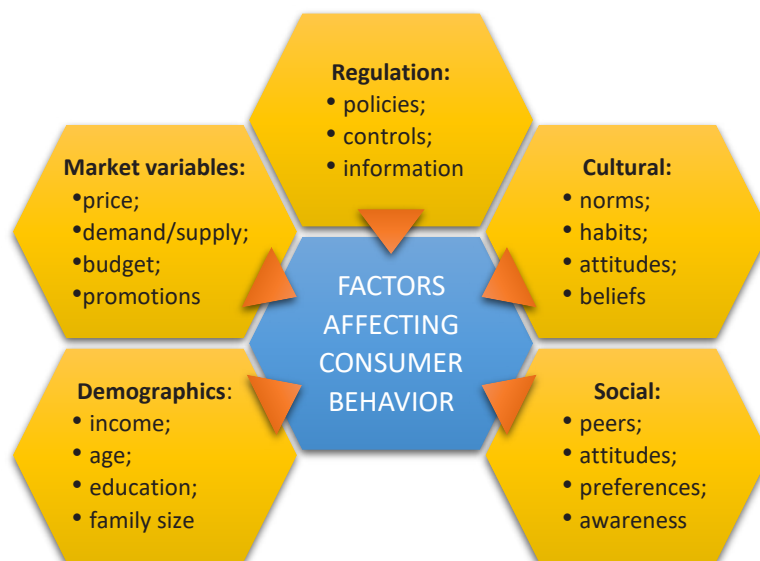 Regulation:
• policies;
• controls;
• information
Market variables:
•price;
•demand/supply;
•budget;
•promotions
Cultural:
• norms;
• habits;
• attitudes;
• beliefs
FACTORS
AFFECTING
CONSUMER
BEHAVIOR
Demographics:
• income;
• age;
• education;
• family size
Social:
• peers;
• attitudes;
• preferences;
• awareness